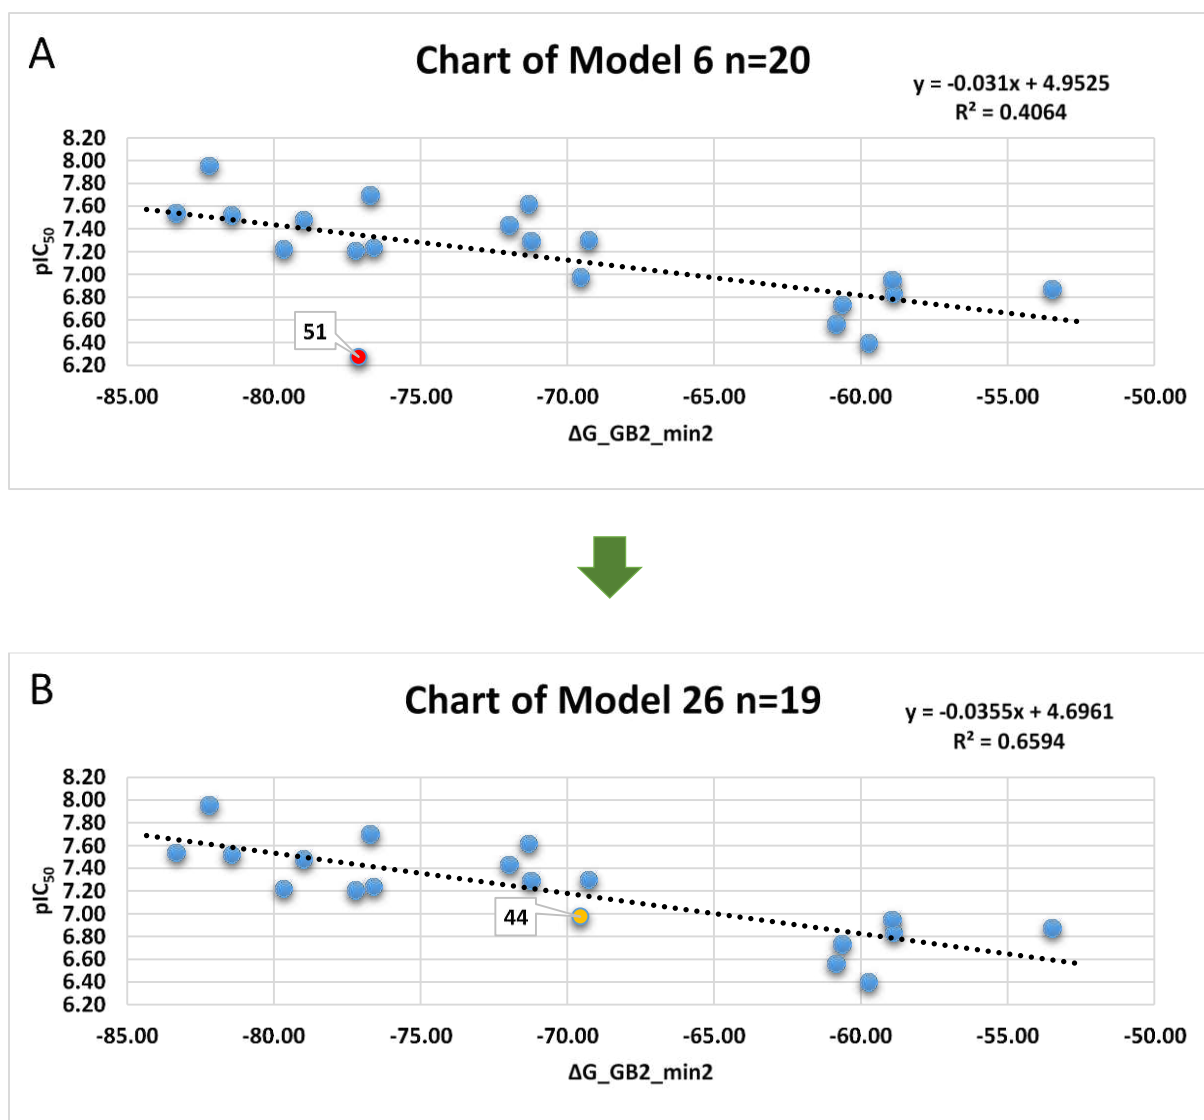 A
Chart of Model 6 n=20
y = -0.031x + 4.9525
R² = 0.4064
8.20
8.00
7.80
7.60
7.40
7.20
7.00
6.80
6.60
6.40
6.20
pIC₅₀
51
-85.00 -80.00 -75.00 -70.00 -65.00 -60.00 -55.00 -50.00
ΔG_GB2_min2
B
Chart of Model 26 n=19
y = -0.0355x + 4.6961
R² = 0.6594
8.20
8.00
7.80
7.60
7.40
7.20
7.00
6.80
6.60
6.40
6.20
pIC₅₀
44
-85.00 -80.00 -75.00 -70.00 -65.00 -60.00 -55.00 -50.00
ΔG_GB2_min2